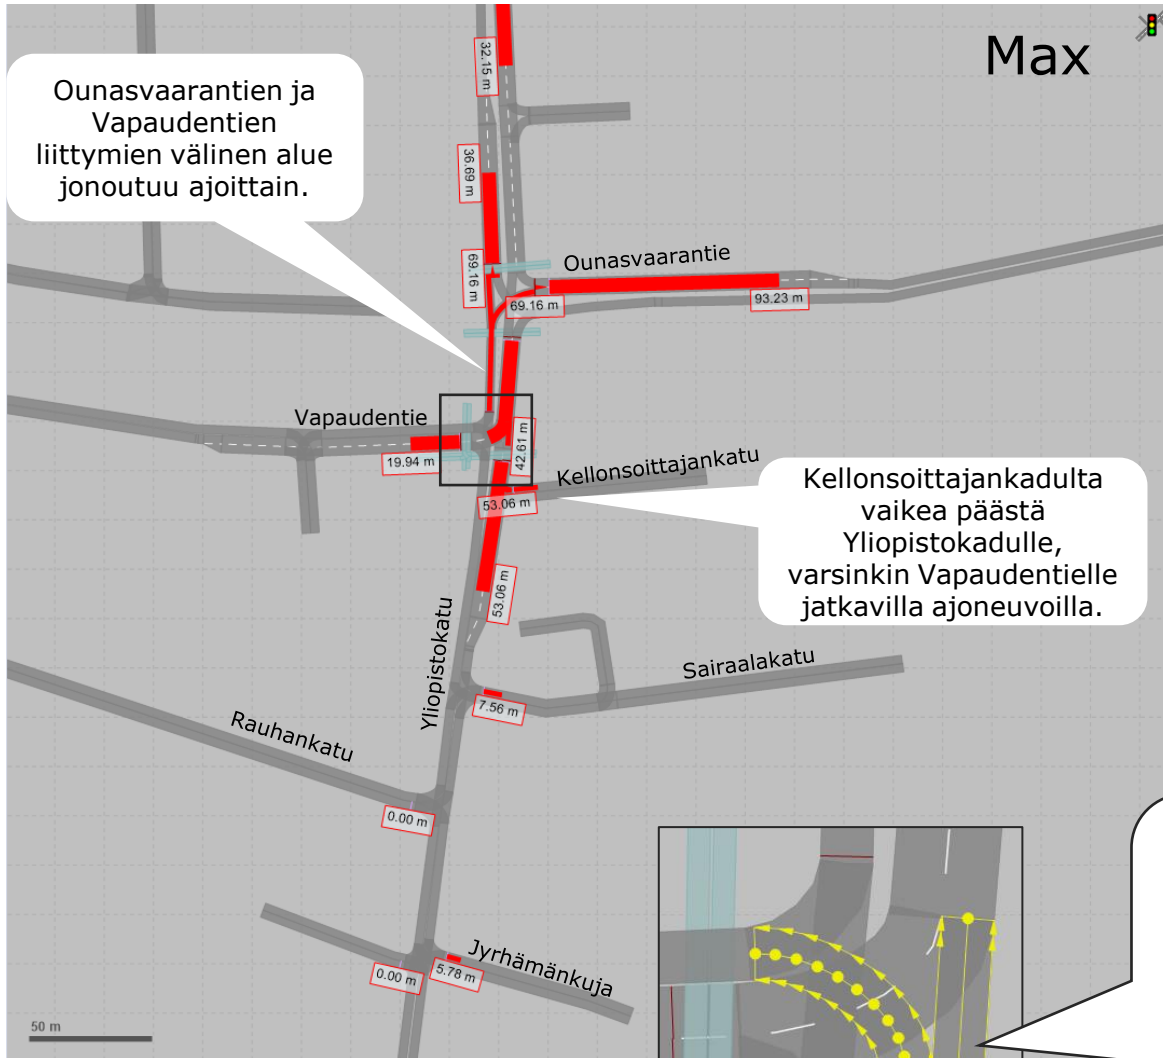 Max
Ounasvaarantien ja
Vapaudentien
liittymien välinen alue
jonoutuu ajoittain.
32.15 m
36.69 m
69.16 m
Ounasvaarantie
69.16 m
93.23 m
Vapaudentie
19.94 m
42.61 m
Kellonsoittajankatu
53.06 m
Kellonsoittajankadulta
vaikea päästä
Yliopistokadulle,
varsinkin Vapaudentielle
jatkavilla ajoneuvoilla.
53.06 m
Yliopistokatu
Sairaalakatu
7.56 m
Rauhankatu
0.00 m
Jyrhämänkuja
0.00 m
5.78 m
50 m